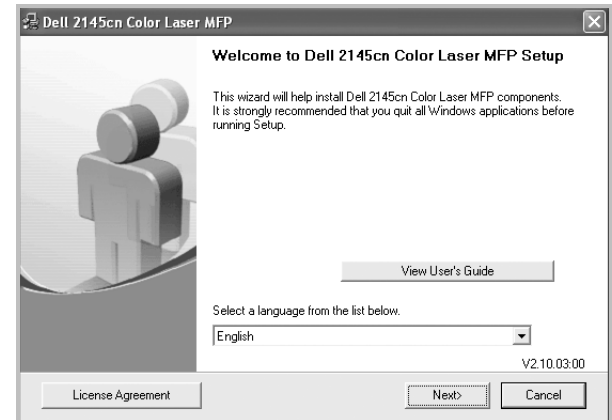 Dell 2145cn Color Laser MFP
Welcome to Dell 2145cn Color Laser MFP Setup
This wizard will help install Dell 2145cn Color Laser MFP components.
It is strongly recommended that you quit all Windows applications before
running Setup.
View User's Guide
Select a language from the list below.
English
V2.10.03:00
License Agreement
Next>
Cancel